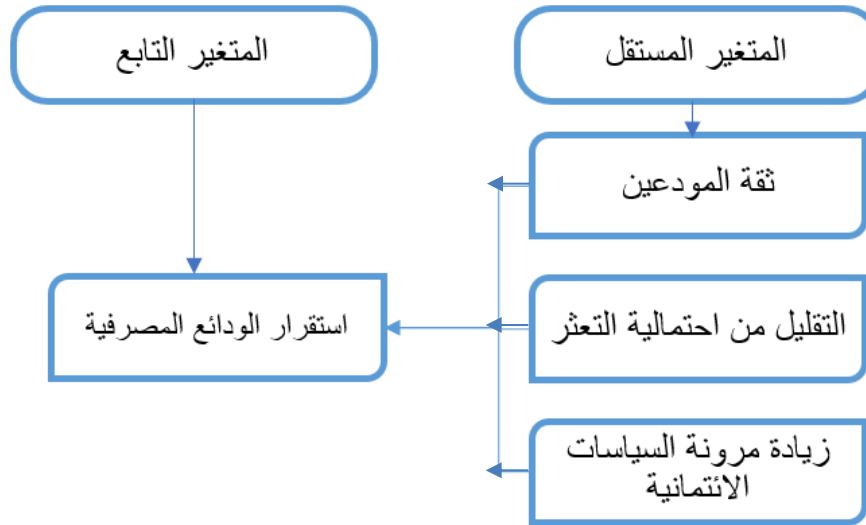 المتغير المستقل
المتغير التابع
ثقة المودعين
التقليل من احتمالية التعثر
استقرار الودائع المصرفية
زيادة مرونة السياسات
الائتمانية